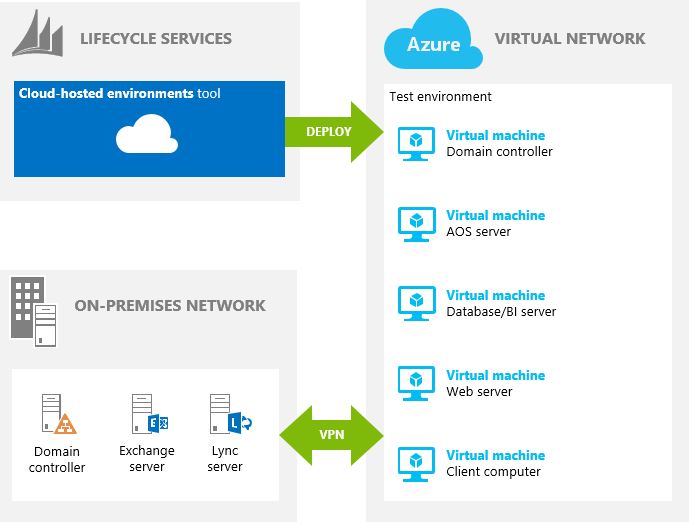 LIFECYCLE SERVICES
Cloud-hosted environments tool
DEPLOY
Azure
VIRTUAL NETWORK
Test environment
Virtual machine
Domain controller
Virtual machine
AOS server
Virtual machine
Database/BI server
Virtual machine
Web server
Virtual machine
Client computer
ON-PREMISES NETWORK
Domain
controller
E
Exchange
server
L
Lync
server
VPN